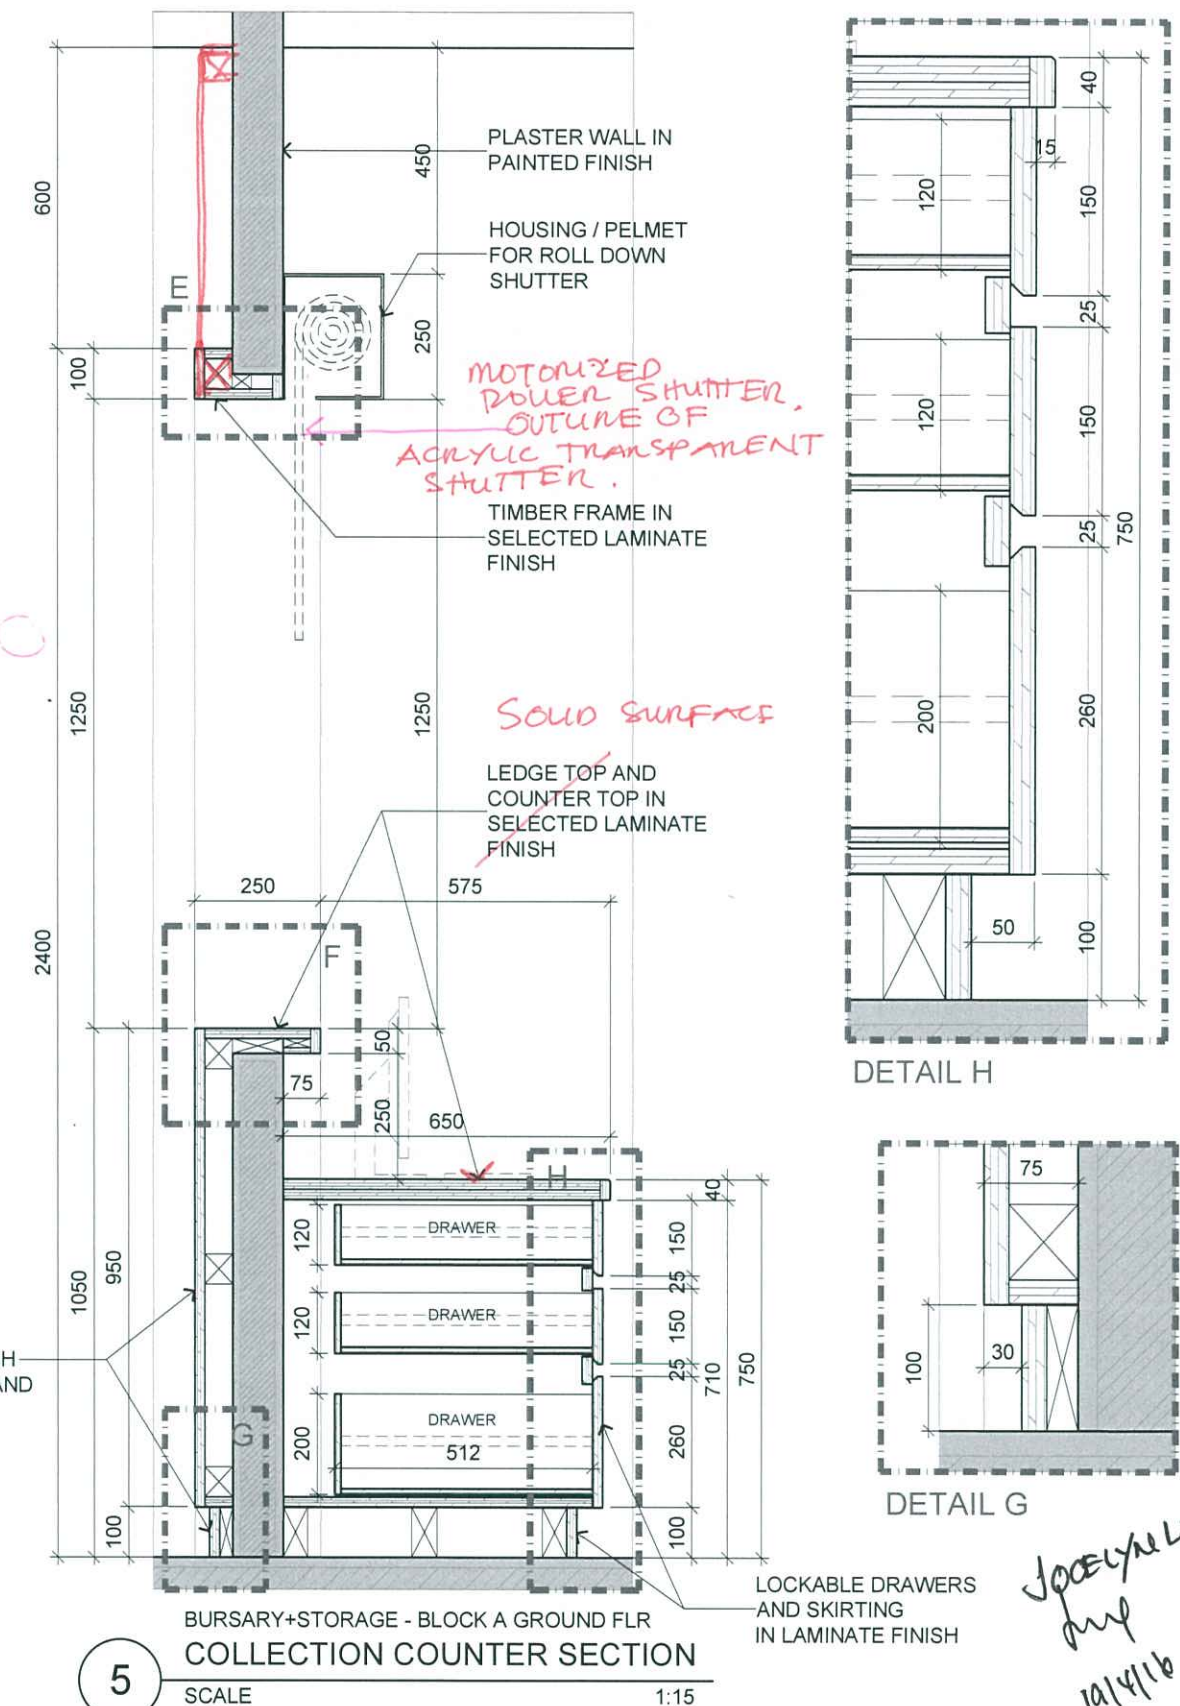 600
100
1250
2400
1050
950
100
450
250
1250
E
PLASTER WALL IN
PAINTED FINISH
HOUSING / PELMET
FOR ROLL DOWN
SHUTTER
MOTORIZED
ROLLER SHUTTER.
OUTLINE OF
ACRYLIC TRANSPARENT
SHUTTER.
TIMBER FRAME IN
SELECTED LAMINATE
FINISH
SOLID SURFACE
LEDGE TOP AND
COUNTER TOP IN
SELECTED LAMINATE
FINISH
250
575
F
50
75
250
650
H
40
DRAWER
120
150
25
DRAWER
120
150
25
710
750
DRAWER
200
512
260
G
100
H
AND
LOCKABLE DRAWERS
AND SKIRTING
IN LAMINATE FINISH
BURSARY+STORAGE - BLOCK A GROUND FLR
5
COLLECTION COUNTER SECTION
SCALE
1:15
40
15
120
150
25
120
150
25
750
200
260
50
100
DETAIL H
75
30
100
DETAIL G
JOCELYN L
19/4/16